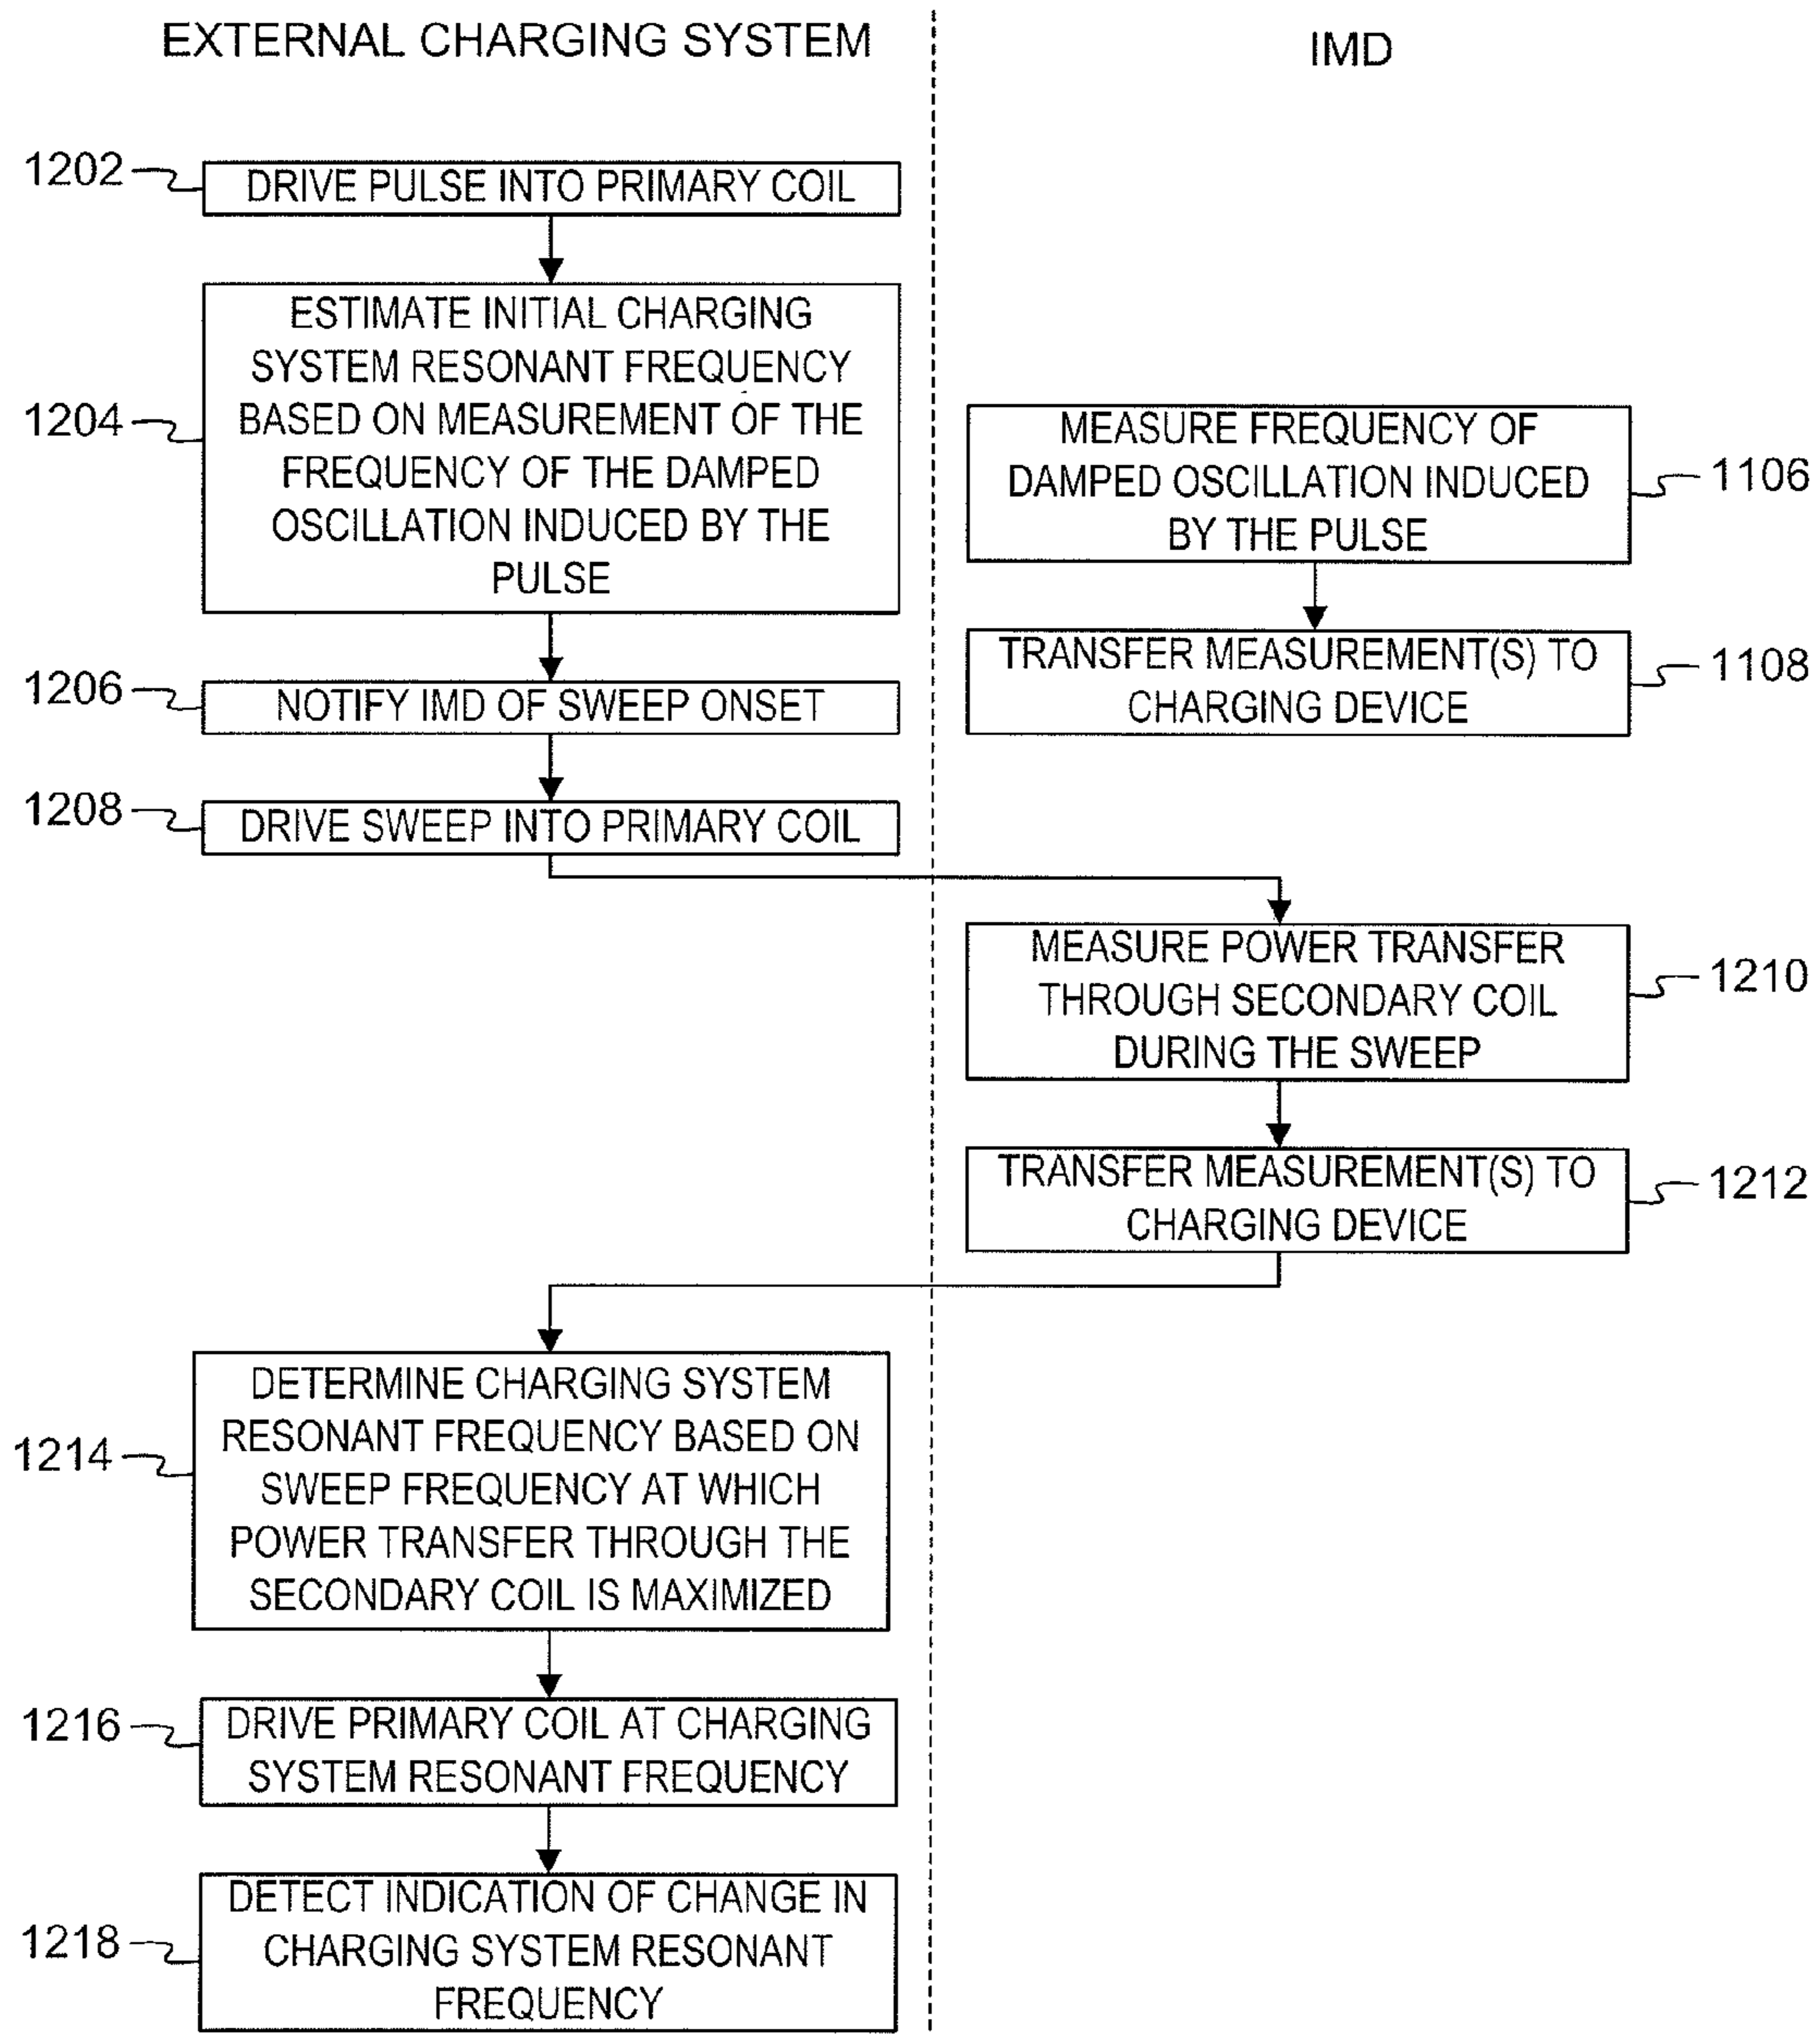 EXTERNAL CHARGING SYSTEM
IMD
1202
DRIVE PULSE INTO PRIMARY COIL
1204
ESTIMATE INITIAL CHARGING
SYSTEM RESONANT FREQUENCY
BASED ON MEASUREMENT OF THE
FREQUENCY OF THE DAMPED
OSCILLATION INDUCED BY THE
PULSE
MEASURE FREQUENCY OF
DAMPED OSCILLATION INDUCED
BY THE PULSE
1106
TRANSFER MEASUREMENT(S) TO
CHARGING DEVICE
1108
1206
NOTIFY IMD OF SWEEP ONSET
1208
DRIVE SWEEP INTO PRIMARY COIL
MEASURE POWER TRANSFER
THROUGH SECONDARY COIL
DURING THE SWEEP
1210
TRANSFER MEASUREMENT(S) TO
CHARGING DEVICE
1212
1214
DETERMINE CHARGING SYSTEM
RESONANT FREQUENCY BASED ON
SWEEP FREQUENCY AT WHICH
POWER TRANSFER THROUGH THE
SECONDARY COIL IS MAXIMIZED
1216
DRIVE PRIMARY COIL AT CHARGING
SYSTEM RESONANT FREQUENCY
1218
DETECT INDICATION OF CHANGE IN
CHARGING SYSTEM RESONANT
FREQUENCY